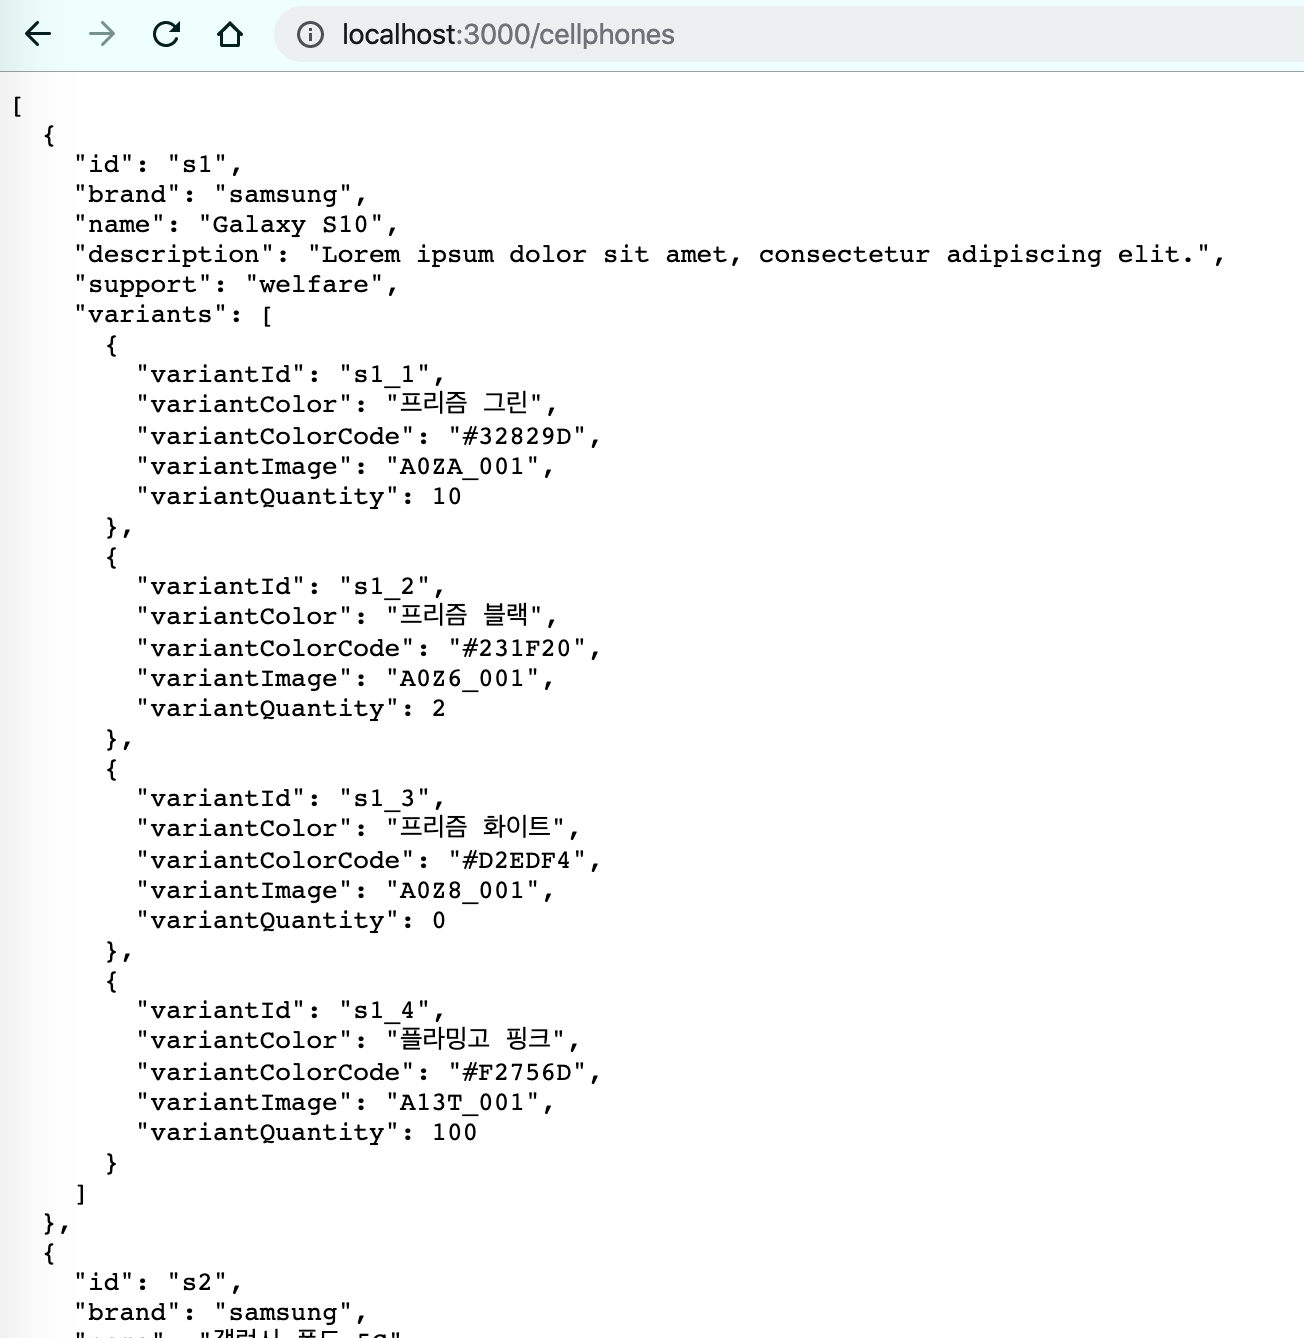 localhost:3000/cellphones
[
{
"id": "s1",
"brand": "samsung",
"name": "Galaxy S10",
"description": "Lorem ipsum dolor sit amet, consectetur adipiscing elit.",
"support": "welfare",
"variants": [
{
"variantId": "s1_1",
"variantColor": "프리즘 그린",
"variantColorCode": "#32829D",
"variantImage": "A0ZA_001",
"variantQuantity": 10
},
{
"variantId": "s1_2",
"variantColor": "프리즘 블랙",
"variantColorCode": "#231F20",
"variantImage": "A0Z6_001",
"variantQuantity": 2
},
{
"variantId": "s1_3",
"variantColor": "프리즘 화이트",
"variantColorCode": "#D2EDF4",
"variantImage": "A0Z8_001",
"variantQuantity": 0
},
{
"variantId": "s1_4",
"variantColor": "플라밍고 핑크",
"variantColorCode": "#F2756D",
"variantImage": "A13T_001",
"variantQuantity": 100
}
]
},
{
"id": "s2",
"brand": "samsung",